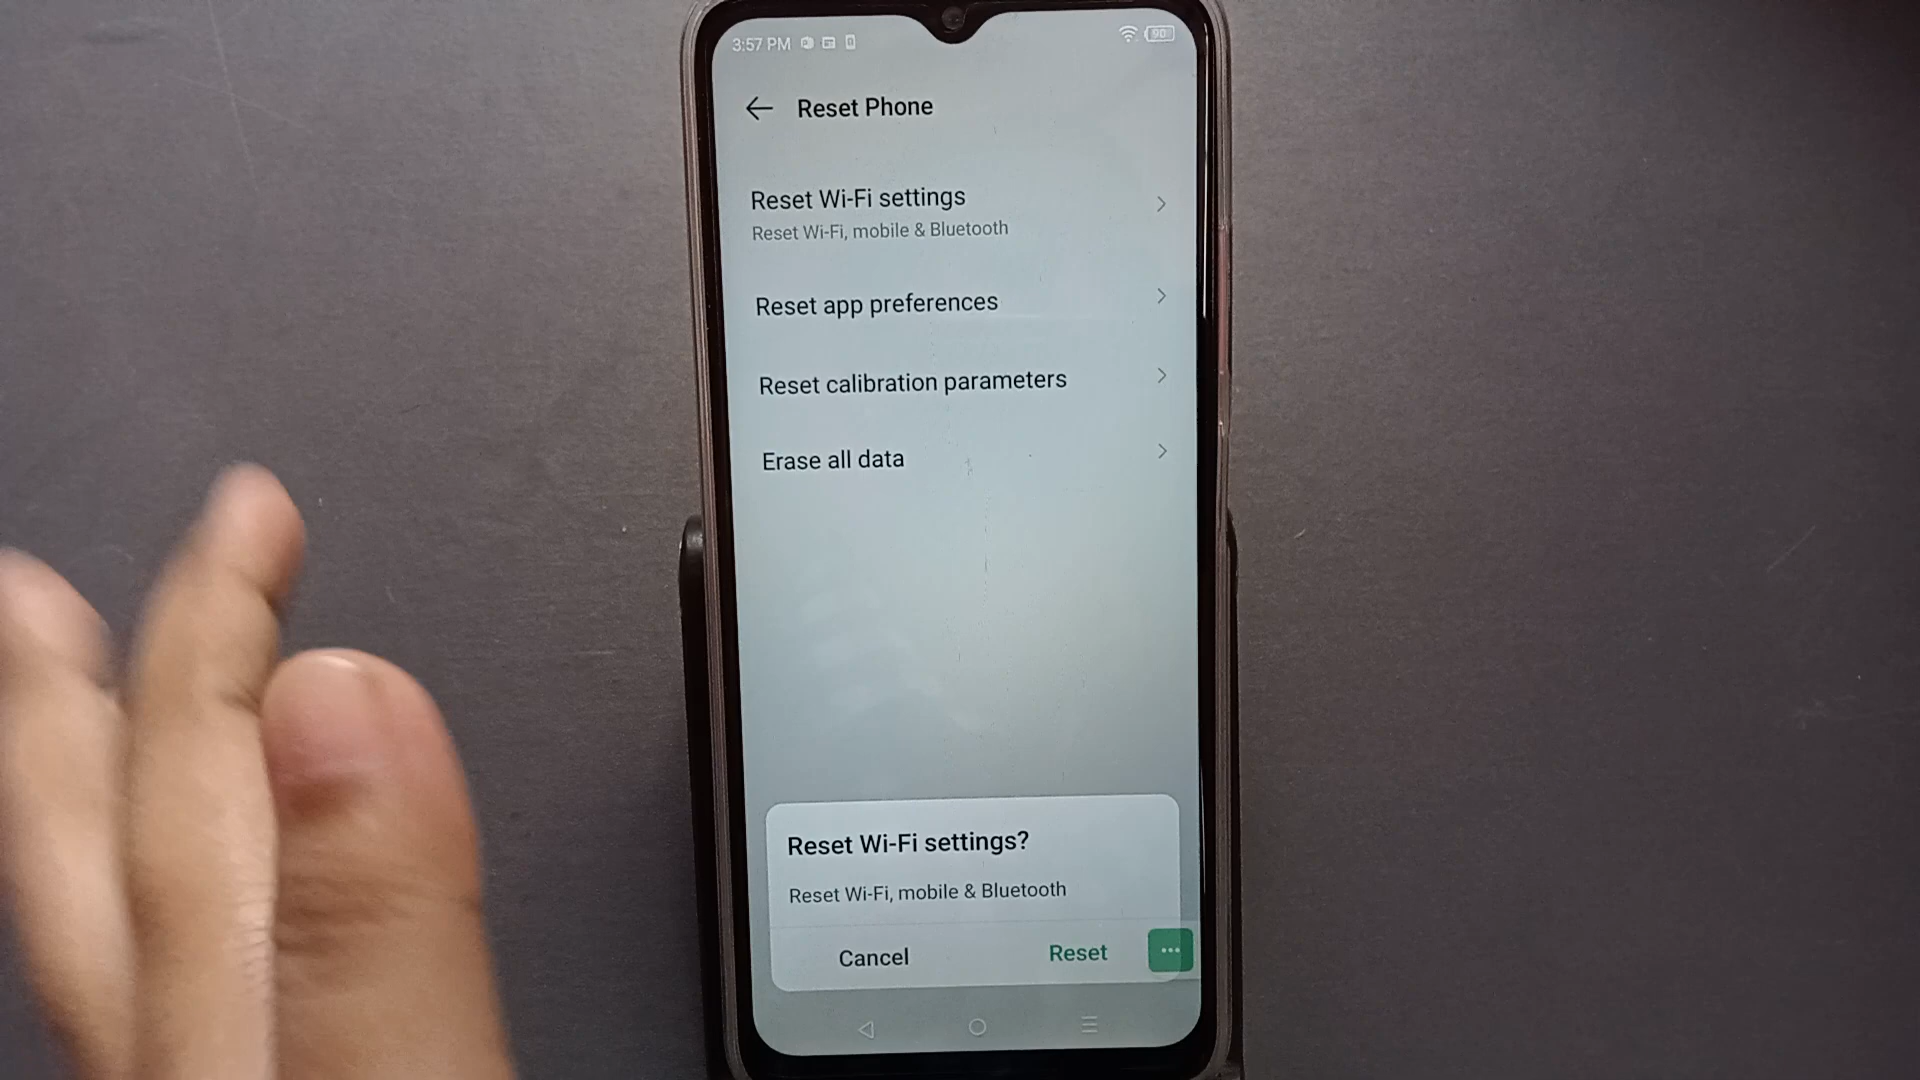 3:57 PM
90
Reset Phone
Reset Wi-Fi settings
Reset Wi-Fi, mobile & Bluetooth
Reset app preferences
Reset calibration parameters
Erase all data
Reset Wi-Fi settings?
Reset Wi-Fi, mobile & Bluetooth
Cancel
Reset